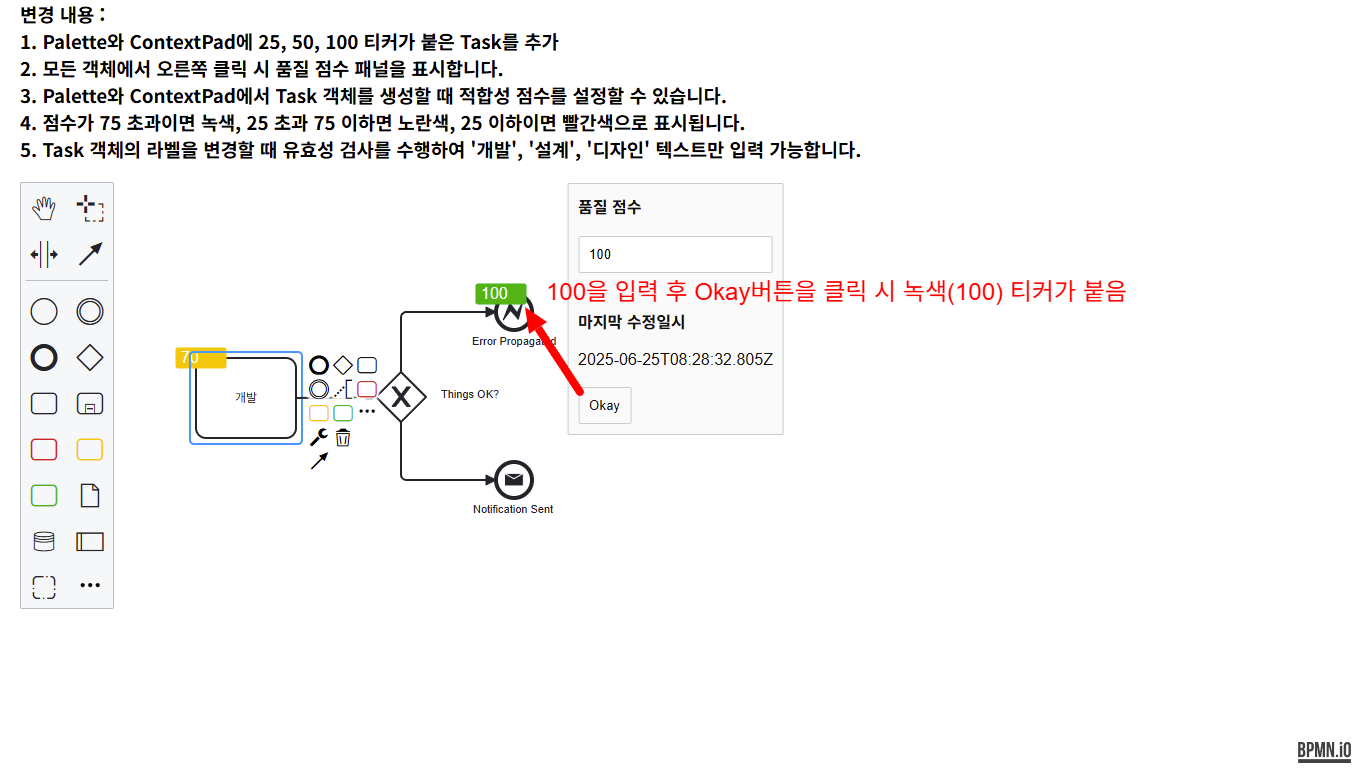 변경 내용 :
1. Palette와 ContextPad에 25, 50, 100 티커가 붙은 Task를 추가
2. 모든 객체에서 오른쪽 클릭 시 품질 점수 패널을 표시합니다.
3. Palette와 ContextPad에서 Task 객체를 생성할 때 적합성 점수를 설정할 수 있습니다.
4. 점수가 75 초과이면 녹색, 25 초과 75 이하면 노란색, 25 이하이면 빨간색으로 표시됩니다.
5. Task 객체의 라벨을 변경할 때 유효성 검사를 수행하여 '개발', '설계', '디자인' 텍스트만 입력 가능합니다.
품질 점수
100
100
100을 입력 후 Okay버튼을 클릭 시 녹색(100) 티커가 붙음
마지막 수정일시
Error Propagated
70
2025-06-25T08:28:32.805Z
개발
Things OK?
Okay
Notification Sent
BPMN.iO